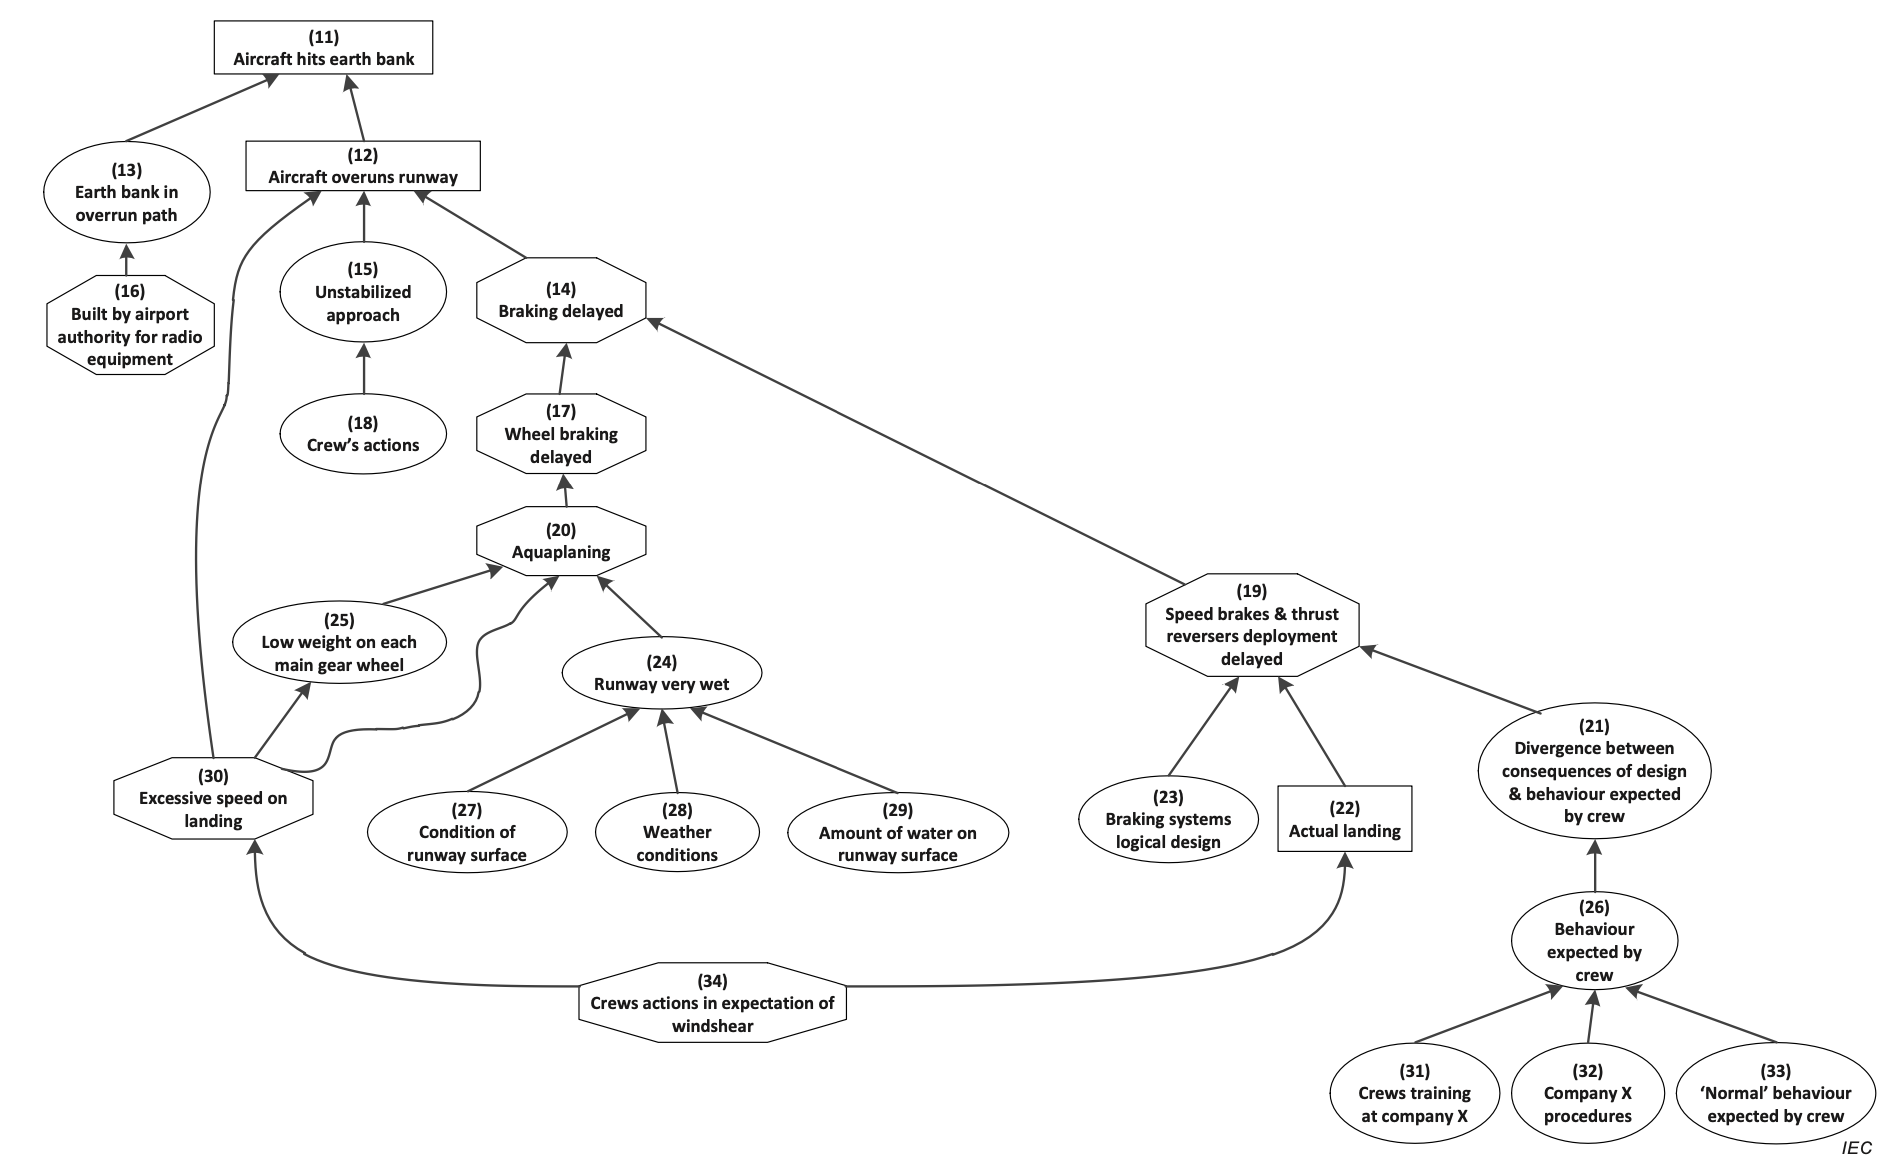 (11)
Aircraft hits earth bank
(12)
Aircraft overuns runway
(13)
Earth bank in
overrun path
(16)
Built by airport
authority for radio
equipment
(15)
Unstabilized
approach
(14)
Braking delayed
(18)
Crew’s actions
(17)
Wheel braking
delayed
(20)
Aquaplaning
(19)
Speed brakes & thrust
reversers deployment
delayed
(25)
Low weight on each
main gear wheel
(24)
Runway very wet
(21)
Divergence between
consequences of design
& behaviour expected
by crew
(30)
Excessive speed on
landing
(27)
Condition of
runway surface
(28)
Weather
conditions
(29)
Amount of water on
runway surface
(23)
Braking systems
logical design
(22)
Actual landing
(26)
Behaviour
expected by
crew
(34)
Crews actions in expectation of
windshear
(31)
Crews training
at company X
(32)
Company X
procedures
(33)
‘Normal’ behaviour
expected by crew
IEC